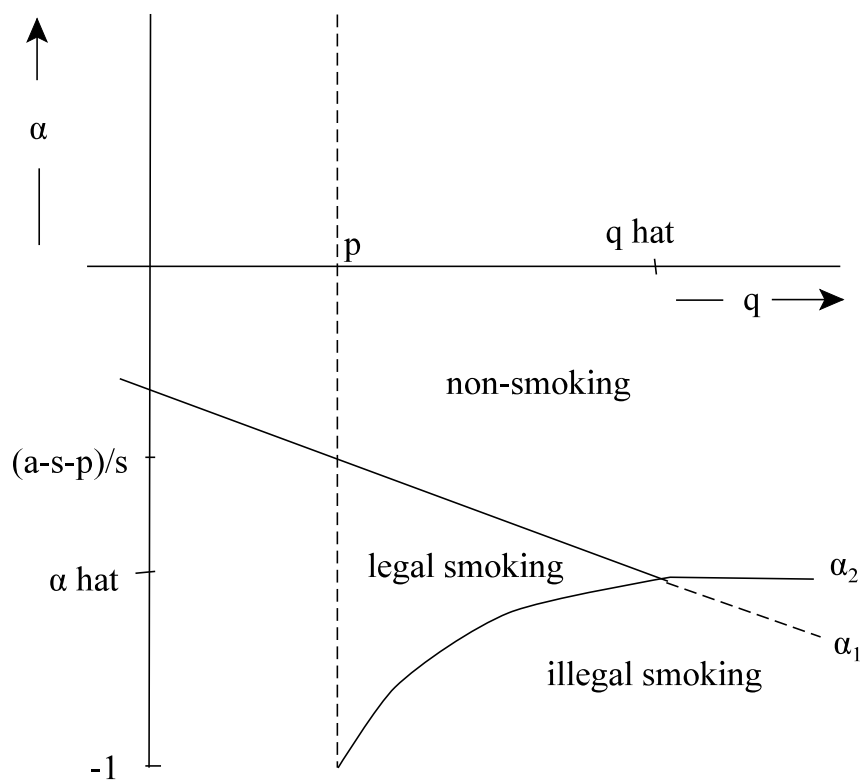 α
p
q hat
q
non-smoking
(a-s-p)/s
legal smoking
α hat
α₂
α₁
illegal smoking
-1